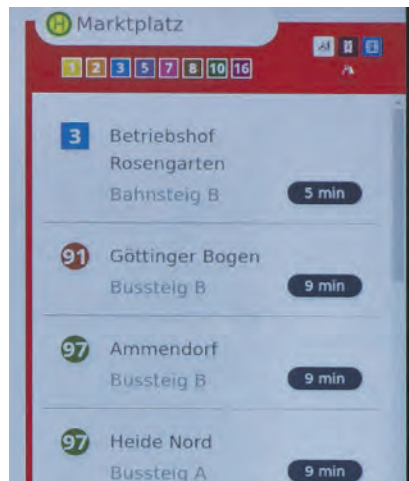 H Marktplatz
1 2 3 5 7 8 10 16
3 Betriebshof
Rosengarten
Bahnsteig B 5 min
91 Göttinger Bogen
Bussteig B 9 min
97 Ammendorf
Bussteig B 9 min
97 Heide Nord
Bussteig A 9 min